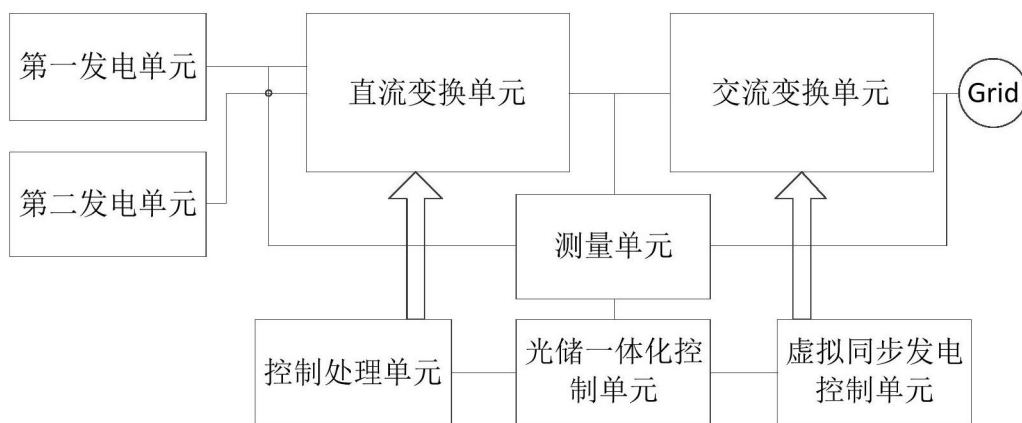 第一发电单元
直流变换单元
交流变换单元
Grid
第二发电单元
测量单元
控制处理单元
光储一体化控
制单元
虚拟同步发电
控制单元